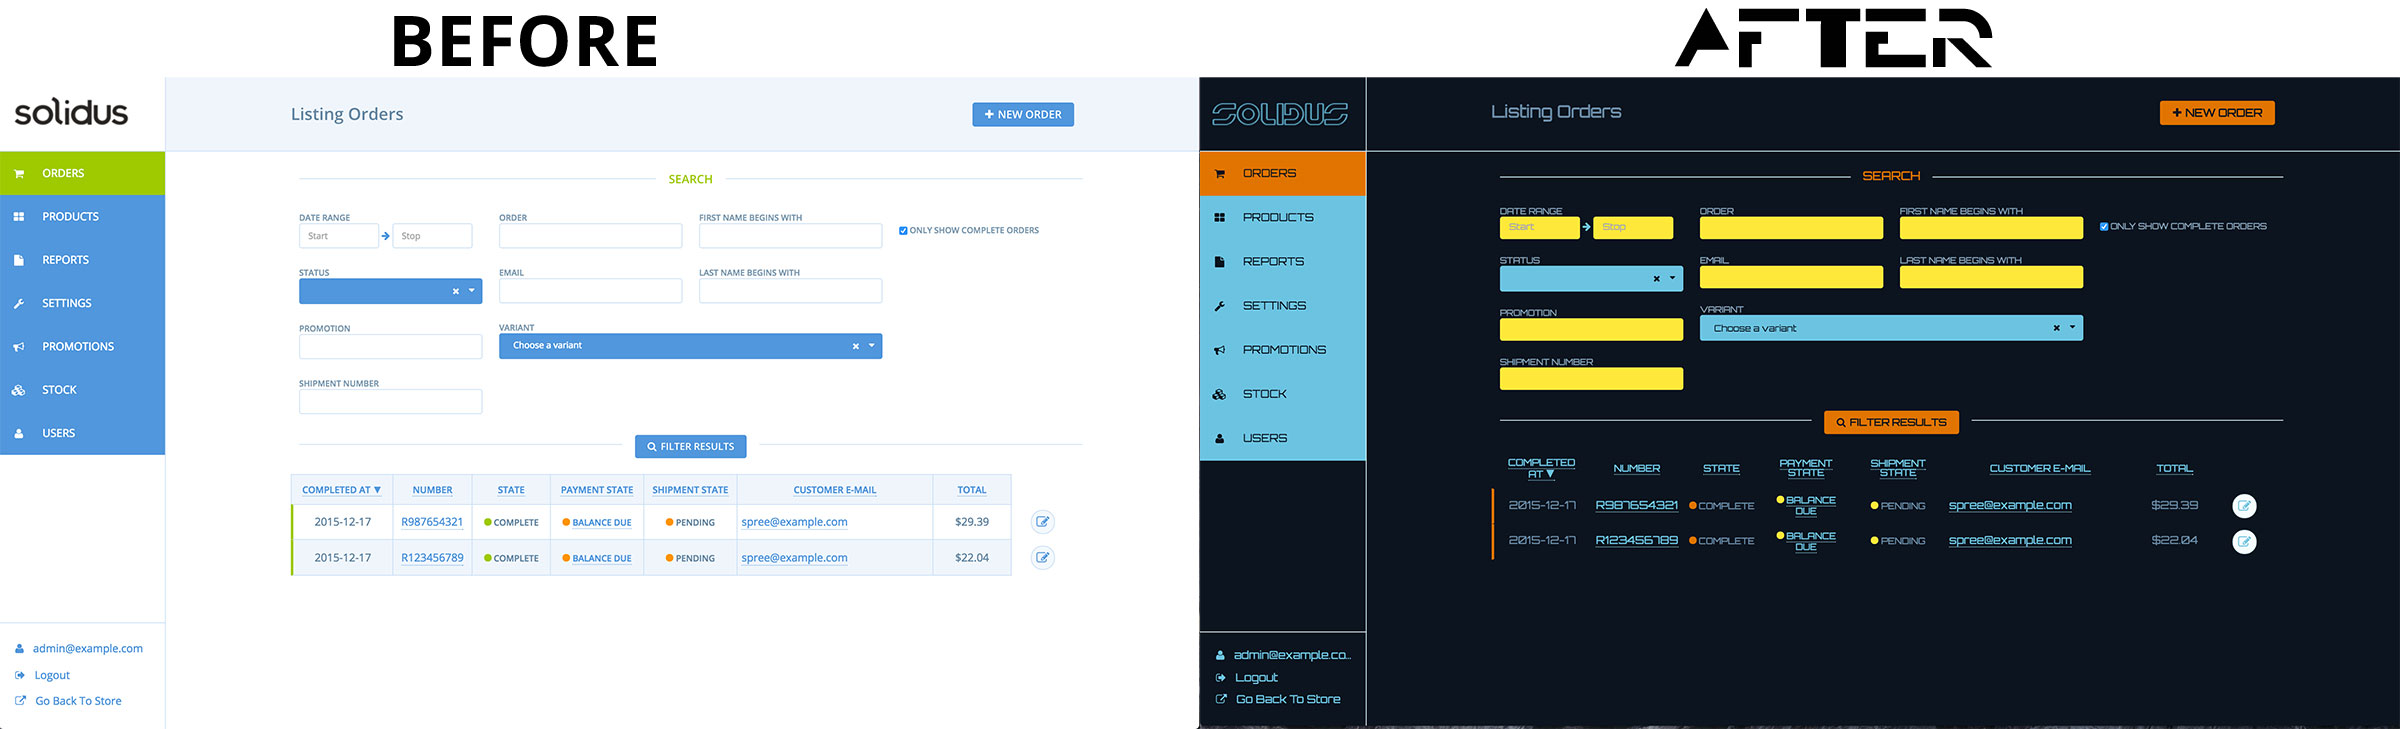 BEFORE
solidus
Listing Orders
+ NEW ORDER
ORDERS
PRODUCTS
REPORTS
SETTINGS
PROMOTIONS
STOCK
USERS
SEARCH
DATE RANGE
Start
Stop
ORDER
FIRST NAME BEGINS WITH
ONLY SHOW COMPLETE ORDERS
STATUS
EMAIL
LAST NAME BEGINS WITH
PROMOTION
VARIANT
Choose a variant
SHIPMENT NUMBER
FILTER RESULTS
COMPLETED AT ▼ NUMBER STATE PAYMENT STATE SHIPMENT STATE CUSTOMER E-MAIL TOTAL
2015-12-17 R987654321 COMPLETE BALANCE DUE PENDING spree@example.com $29.39
2015-12-17 R123456789 COMPLETE BALANCE DUE PENDING spree@example.com $22.04
admin@example.com
Logout
Go Back To Store
AFTER
SOLIDUS
Listing Orders
+ NEW ORDER
ORDERS
PRODUCTS
REPORTS
SETTINGS
PROMOTIONS
STOCK
USERS
SEARCH
DATE RANGE
Start
Stop
ORDER
FIRST NAME BEGINS WITH
ONLY SHOW COMPLETE ORDERS
STATUS
EMAIL
LAST NAME BEGINS WITH
PROMOTION
VARIANT
Choose a variant
SHIPMENT NUMBER
FILTER RESULTS
COMPLETED AT ▼ NUMBER STATE PAYMENT STATE SHIPMENT STATE CUSTOMER E-MAIL TOTAL
2015-12-17 R987654321 COMPLETE BALANCE DUE PENDING spree@example.com $29.39
2015-12-17 R123456789 COMPLETE BALANCE DUE PENDING spree@example.com $22.04
admin@example.co...
Logout
Go Back To Store